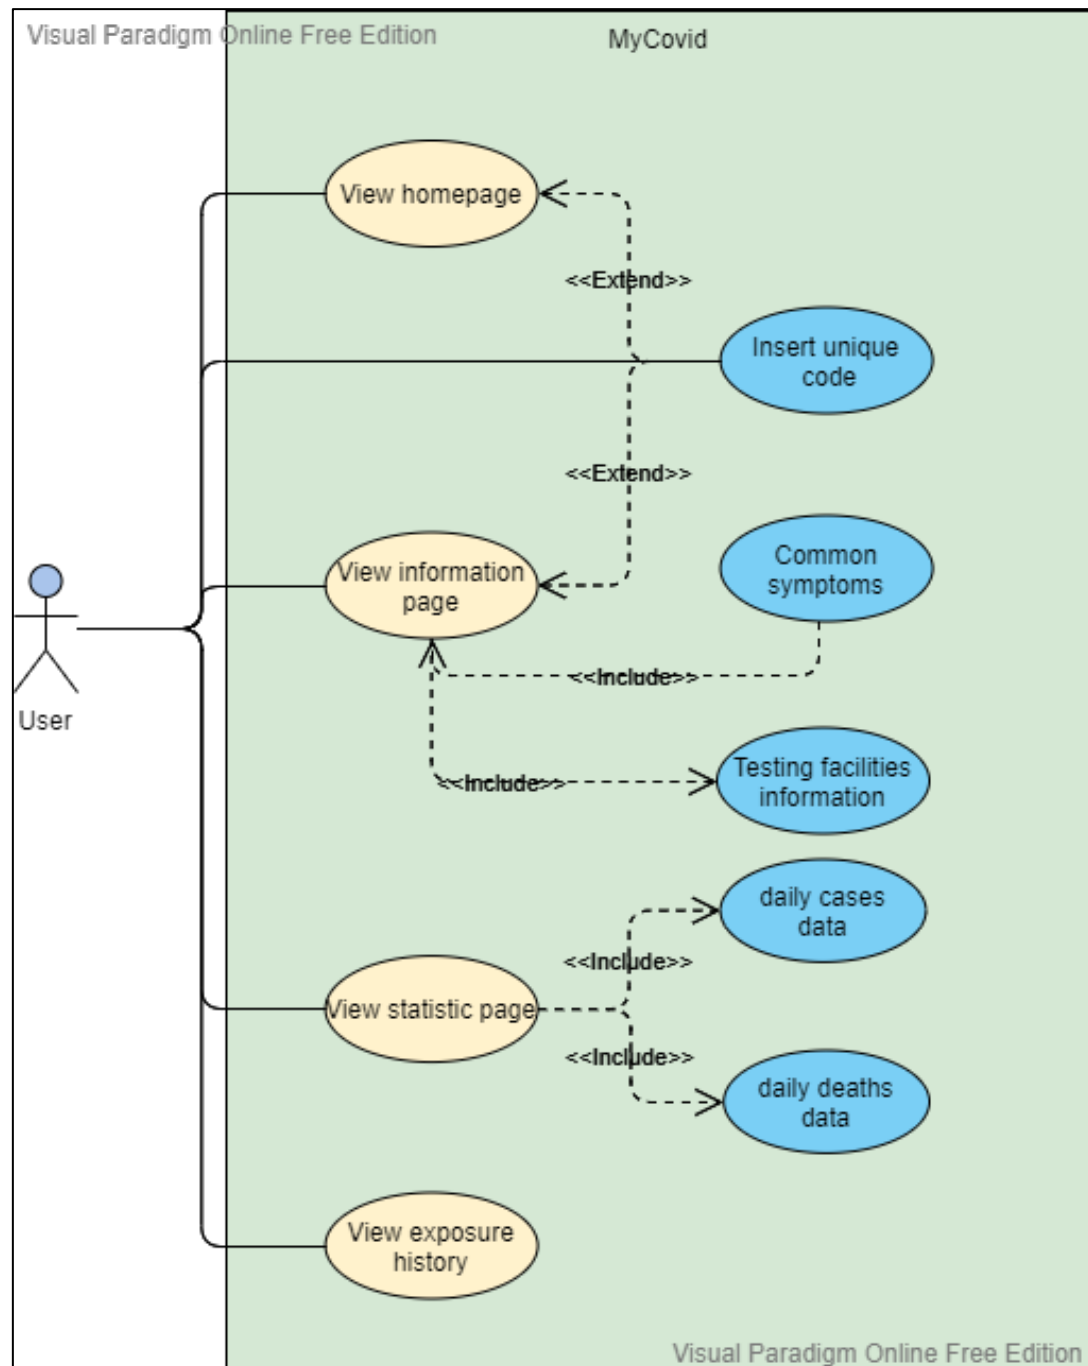 Visual Paradigm Online Free Edition
MyCovid
View homepage
<<Extend>>
Insert unique
code
<<Extend>>
View information
page
Common
symptoms
<<Include>>
User
Testing facilities
information
<<Include>>
daily cases
data
<<Include>>
View statistic page
<<Include>>
daily deaths
data
View exposure
history
Visual Paradigm Online Free Edition